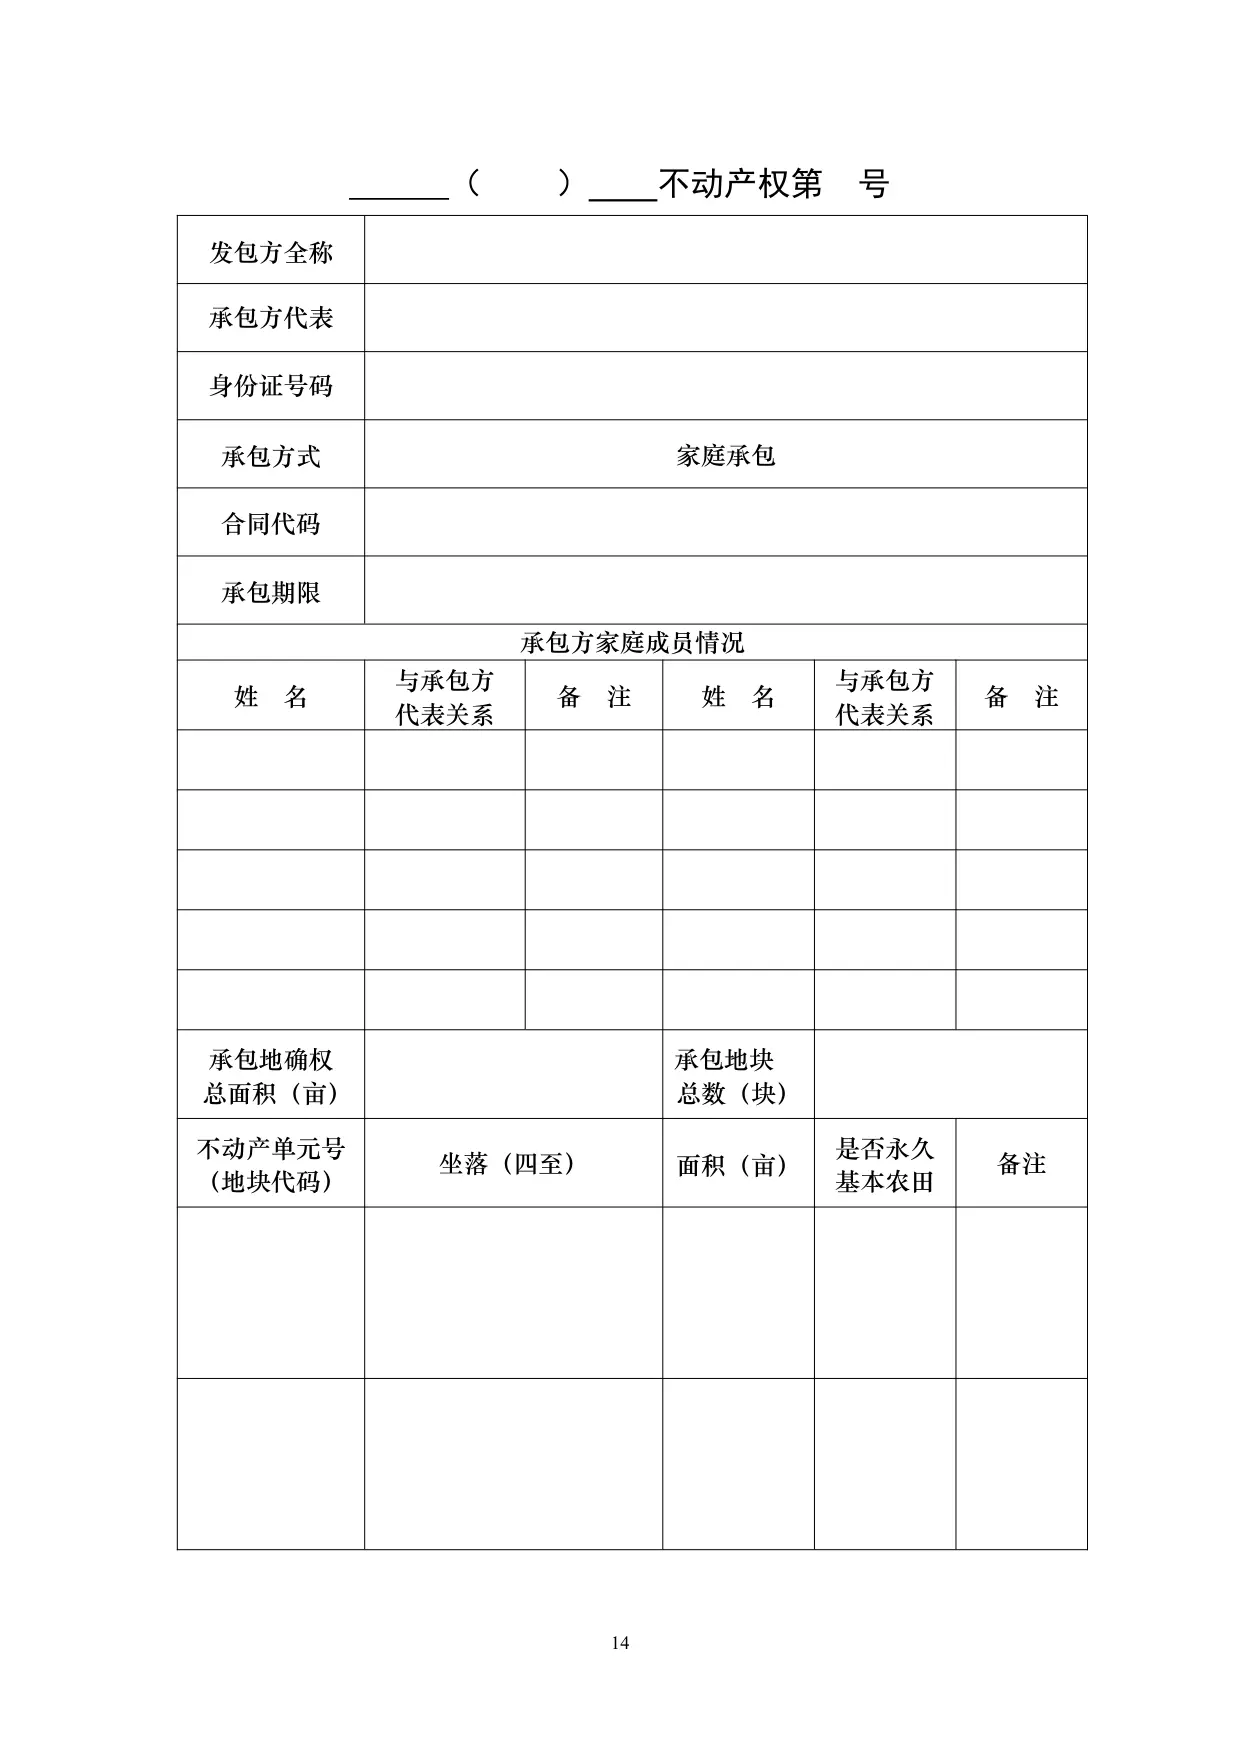 ______（　　）____不动产权第　号
发包方全称
承包方代表
身份证号码
承包方式 家庭承包
合同代码
承包期限
承包方家庭成员情况
姓　名 与承包方代表关系 备　注 姓　名 与承包方代表关系 备　注
承包地确权
总面积（亩）
承包地块
总数（块）
不动产单元号
（地块代码）
坐落（四至）
面积（亩）
是否永久
基本农田
备注
14